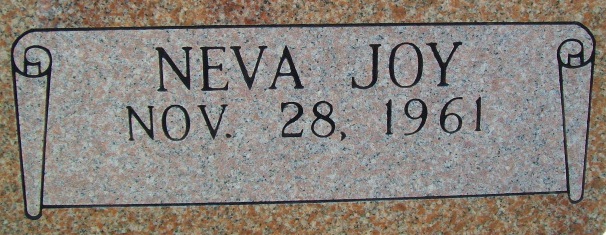 NEVA JOY
NOV. 28, 1961